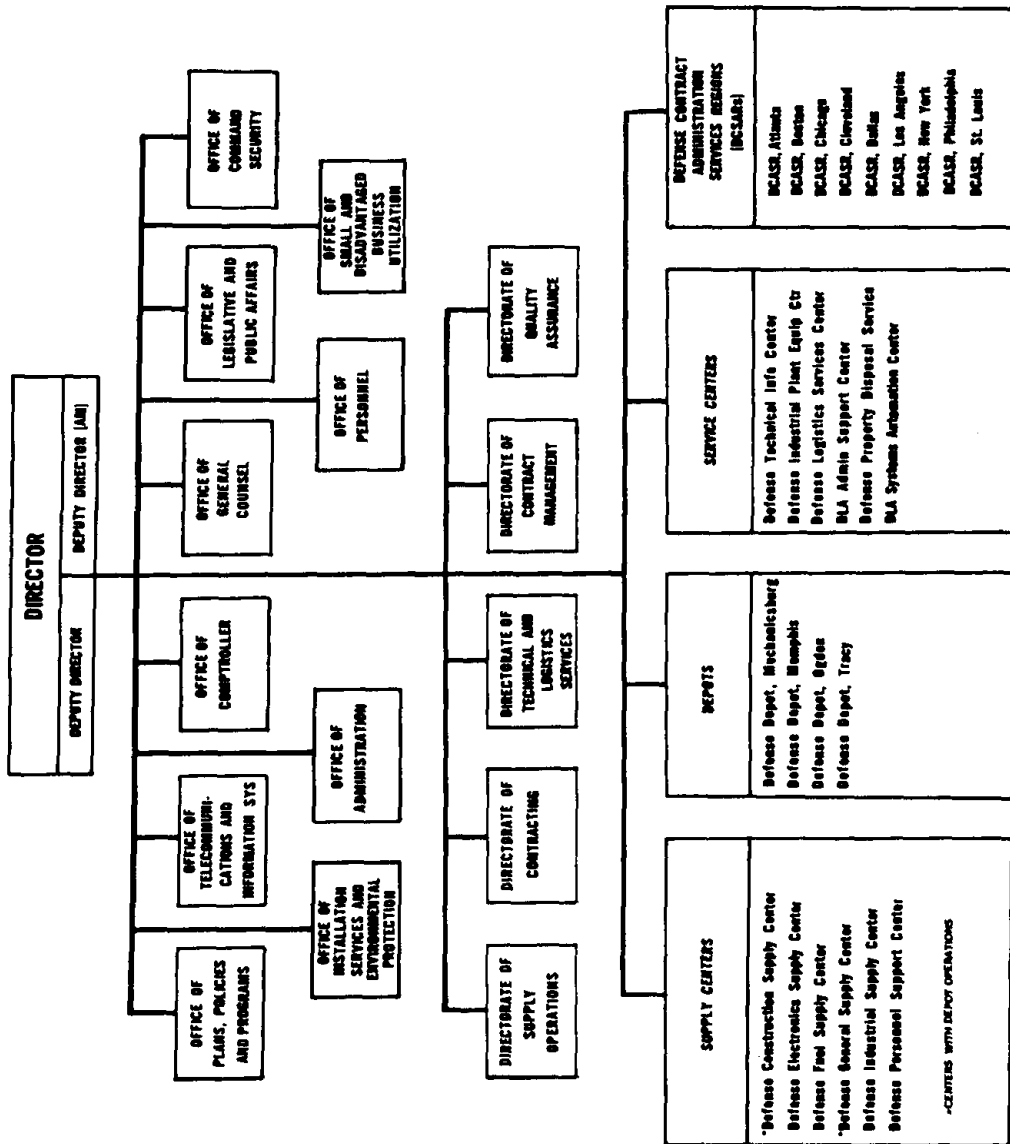 DIRECTOR
DEPUTY DIRECTOR
DEPUTY DIRECTOR (AM)
OFFICE OF
PLANS, POLICIES
AND PROGRAMS
OFFICE OF
TELECOMMUNI-
CATIONS AND
INFORMATION SYS
OFFICE OF
COMPTROLLER
OFFICE OF
GENERAL
COUNSEL
OFFICE OF
LEGISLATIVE AND
PUBLIC AFFAIRS
OFFICE OF
COMMAND
SECURITY
OFFICE OF
INSTALLATION
SERVICES AND
ENVIRONMENTAL
PROTECTION
OFFICE OF
ADMINISTRATION
OFFICE OF
PERSONNEL
OFFICE OF
SMALL AND
DISADVANTAGED
BUSINESS
UTILIZATION
DIRECTORATE OF
SUPPLY
OPERATIONS
DIRECTORATE OF
CONTRACTING
DIRECTORATE OF
TECHNICAL AND
LOGISTICS
SERVICES
DIRECTORATE OF
CONTRACT
MANAGEMENT
DIRECTORATE OF
QUALITY
ASSURANCE
SUPPLY CENTERS
*Defense Construction Supply Center
Defense Electronics Supply Center
Defense Fuel Supply Center
*Defense General Supply Center
Defense Industrial Supply Center
Defense Personnel Support Center
*CENTERS WITH DEPOT OPERATIONS
DEPOTS
Defense Depot, Mechanicsburg
Defense Depot, Memphis
Defense Depot, Ogden
Defense Depot, Tracy
SERVICE CENTERS
Defense Technical Info Center
Defense Industrial Plant Equip Ctr
Defense Logistics Services Center
DLA Admin Support Center
Defense Property Disposal Service
DLA Systems Automation Center
DEFENSE CONTRACT
ADMINISTRATION
SERVICES REGIONS
(DCSARs)
DCASR, Atlanta
DCASR, Boston
DCASR, Chicago
DCASR, Cleveland
DCASR, Dallas
DCASR, Los Angeles
DCASR, New York
DCASR, Philadelphia
DCASR, St. Louis